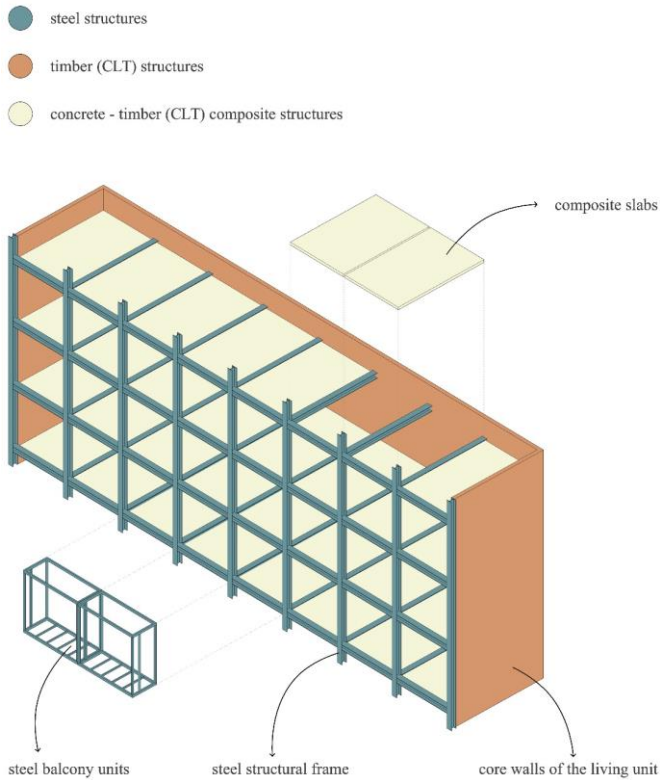 steel structures
timber (CLT) structures
concrete - timber (CLT) composite structures
composite slabs
steel balcony units
steel structural frame
core walls of the living unit